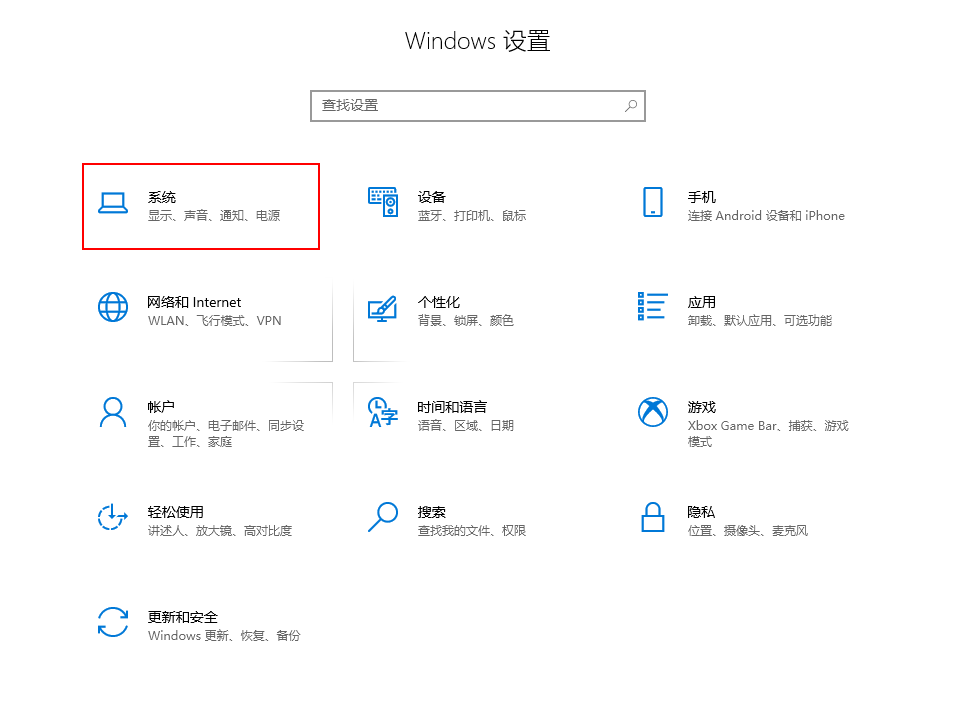 Windows 设置
查找设置
系统
显示、声音、通知、电源
设备
蓝牙、打印机、鼠标
手机
连接 Android 设备和 iPhone
网络和 Internet
WLAN、飞行模式、VPN
个性化
背景、锁屏、颜色
应用
卸载、默认应用、可选功能
帐户
你的帐户、电子邮件、同步设
置、工作、家庭
时间和语言
语音、区域、日期
游戏
Xbox Game Bar、捕获、游戏
模式
轻松使用
讲述人、放大镜、高对比度
搜索
查找我的文件、权限
隐私
位置、摄像头、麦克风
更新和安全
Windows 更新、恢复、备份